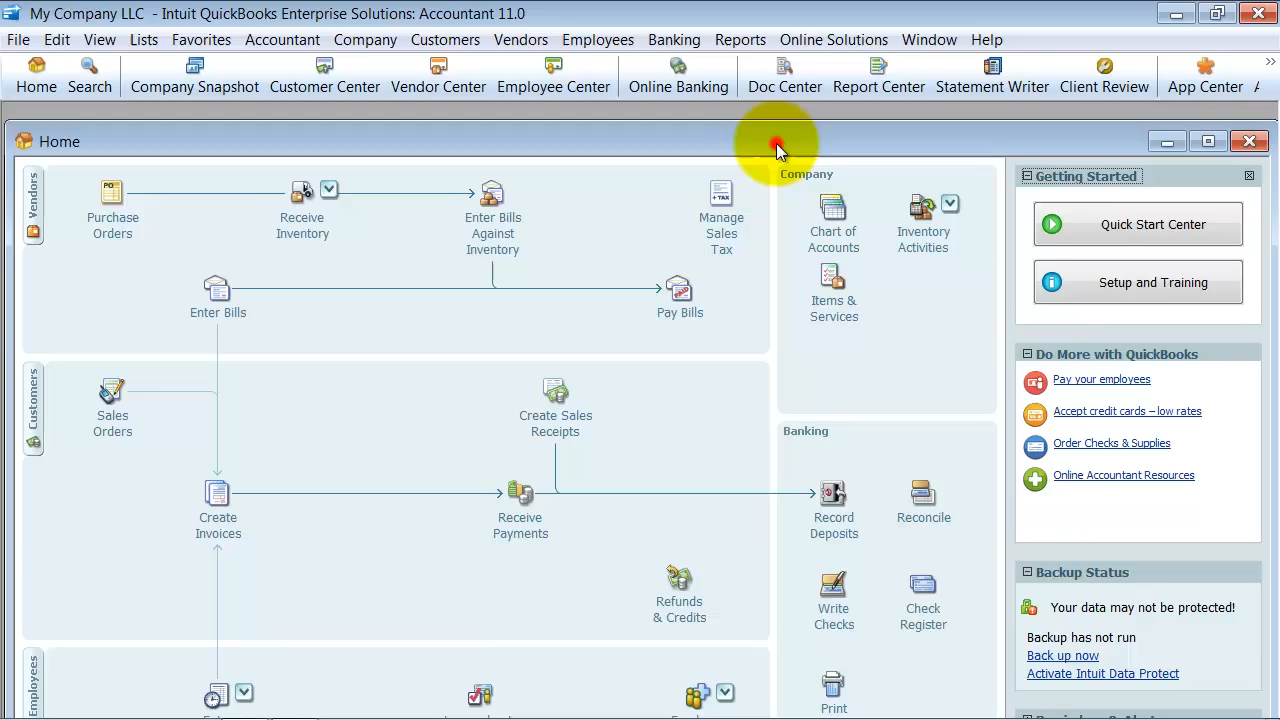 My Company LLC - Intuit QuickBooks Enterprise Solutions: Accountant 11.0
File Edit View Lists Favorites Accountant Company Customers Vendors Employees Banking Reports Online Solutions Window Help
Home Search Company Snapshot Customer Center Vendor Center Employee Center Online Banking Doc Center Report Center Statement Writer Client Review App Center
Home
Vendors
Purchase
Orders
Receive
Inventory
Enter Bills
Against
Inventory
Manage
Sales
Tax
Enter Bills
Pay Bills
Customers
Sales
Orders
Create Sales
Receipts
Create
Invoices
Receive
Payments
Refunds
& Credits
Employees
Company
Chart of
Accounts
Inventory
Activities
Items &
Services
Banking
Record
Deposits
Reconcile
Write
Checks
Check
Register
Print
Getting Started
Quick Start Center
Setup and Training
Do More with QuickBooks
Pay your employees
Accept credit cards – low rates
Order Checks & Supplies
Online Accountant Resources
Backup Status
Your data may not be protected!
Backup has not run
Back up now
Activate Intuit Data Protect